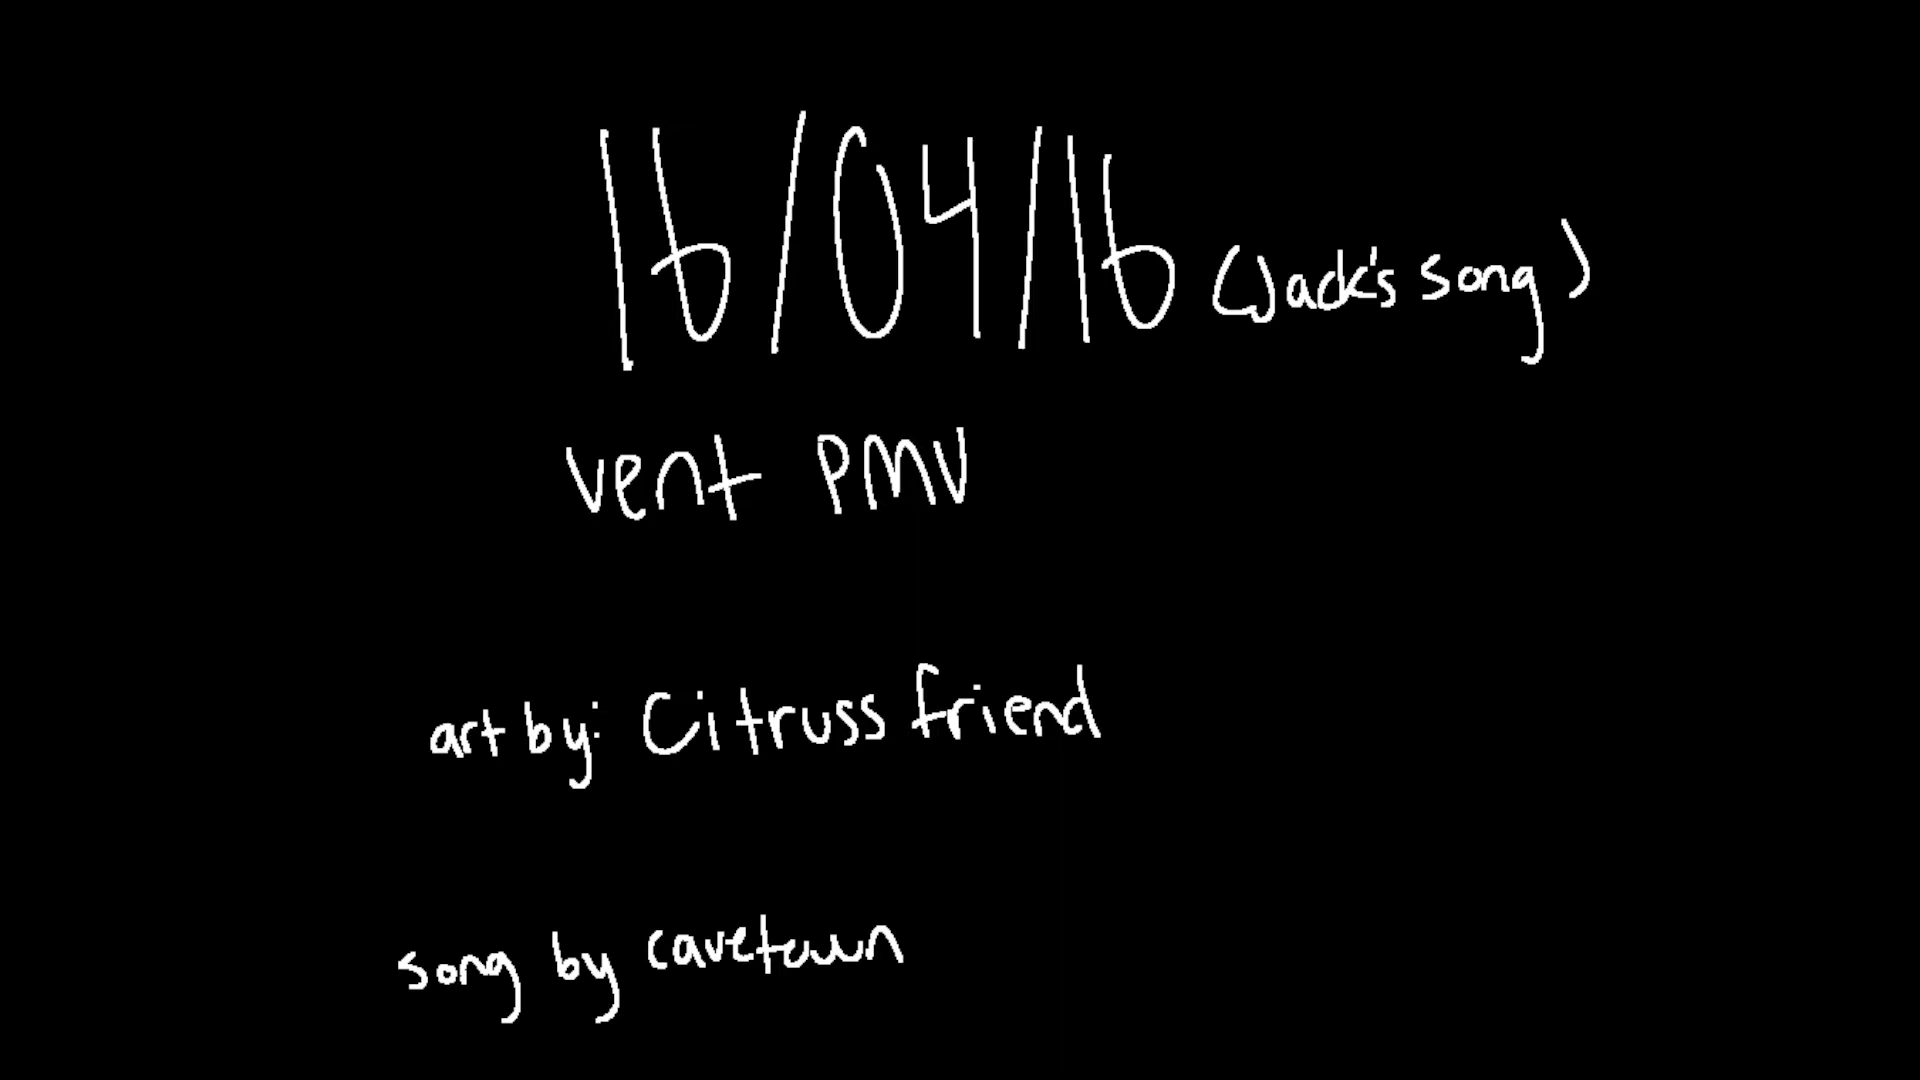 16/04/16 (Jack's song)
vent PMV
art by: Citruss friend
song by cavetown